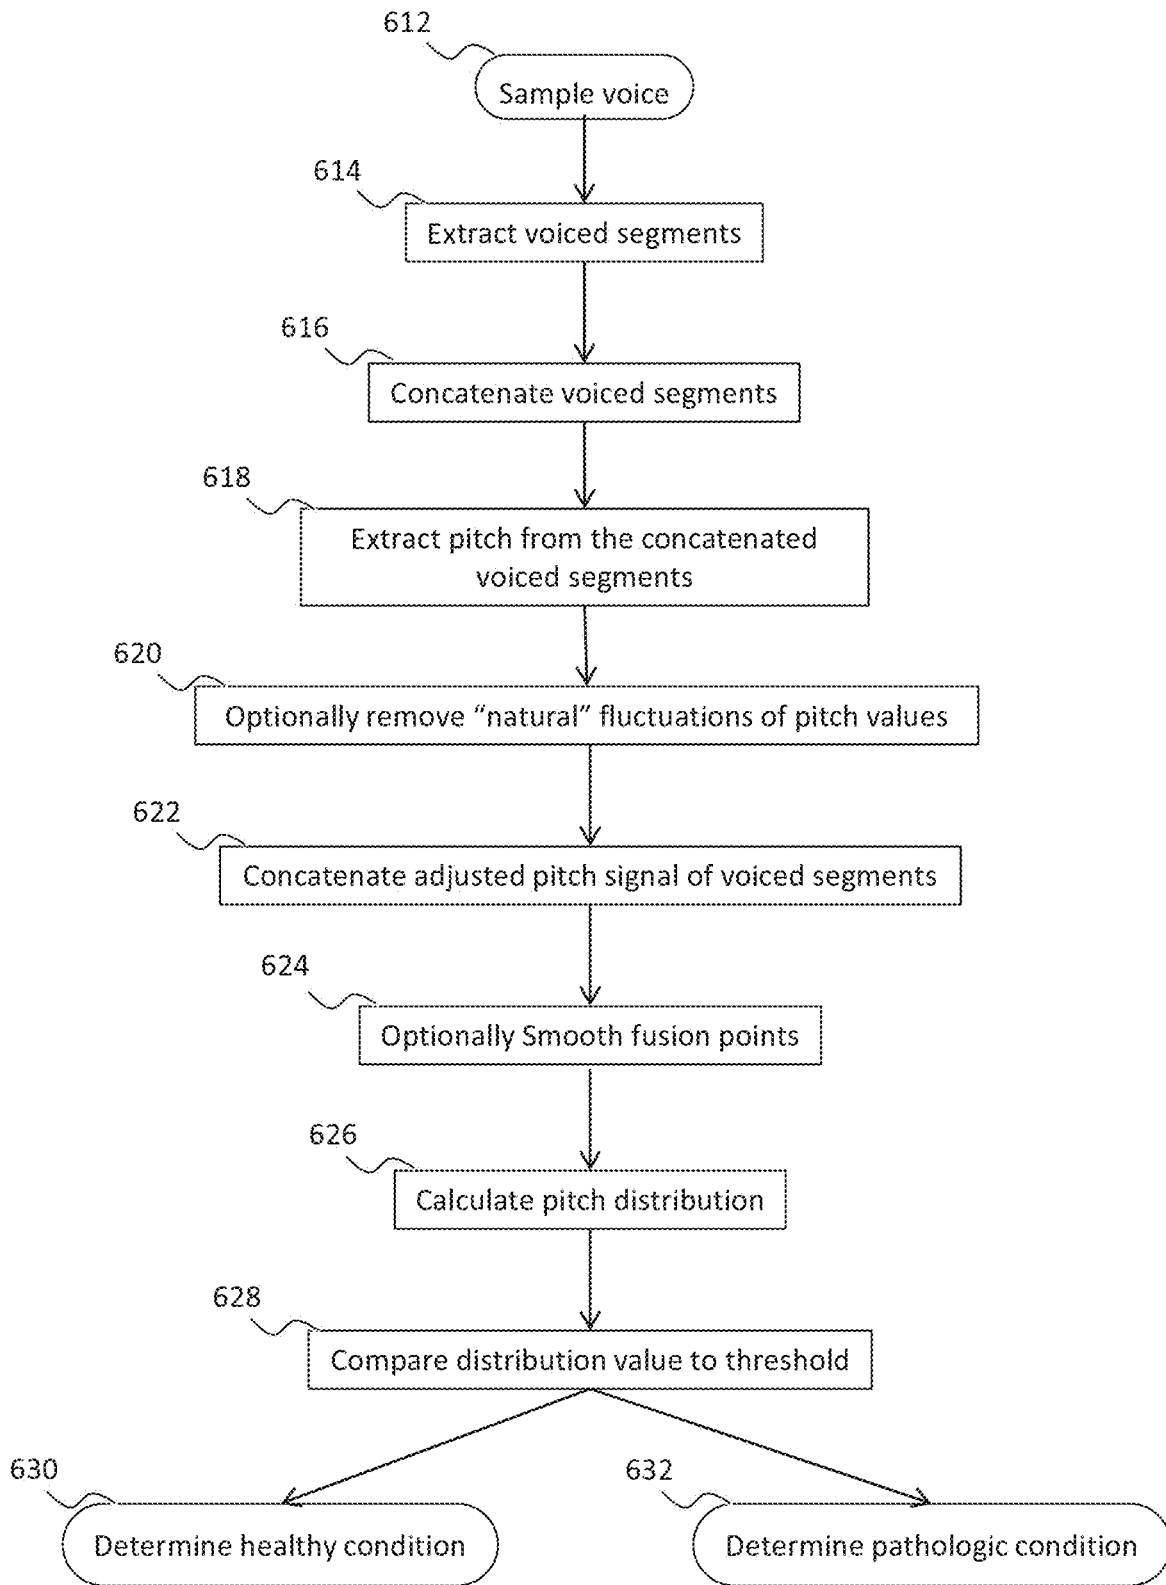 612
Sample voice
614
Extract voiced segments
616
Concatenate voiced segments
618
Extract pitch from the concatenated
voiced segments
620
Optionally remove “natural” fluctuations of pitch values
622
Concatenate adjusted pitch signal of voiced segments
624
Optionally Smooth fusion points
626
Calculate pitch distribution
628
Compare distribution value to threshold
630
632
Determine healthy condition
Determine pathologic condition